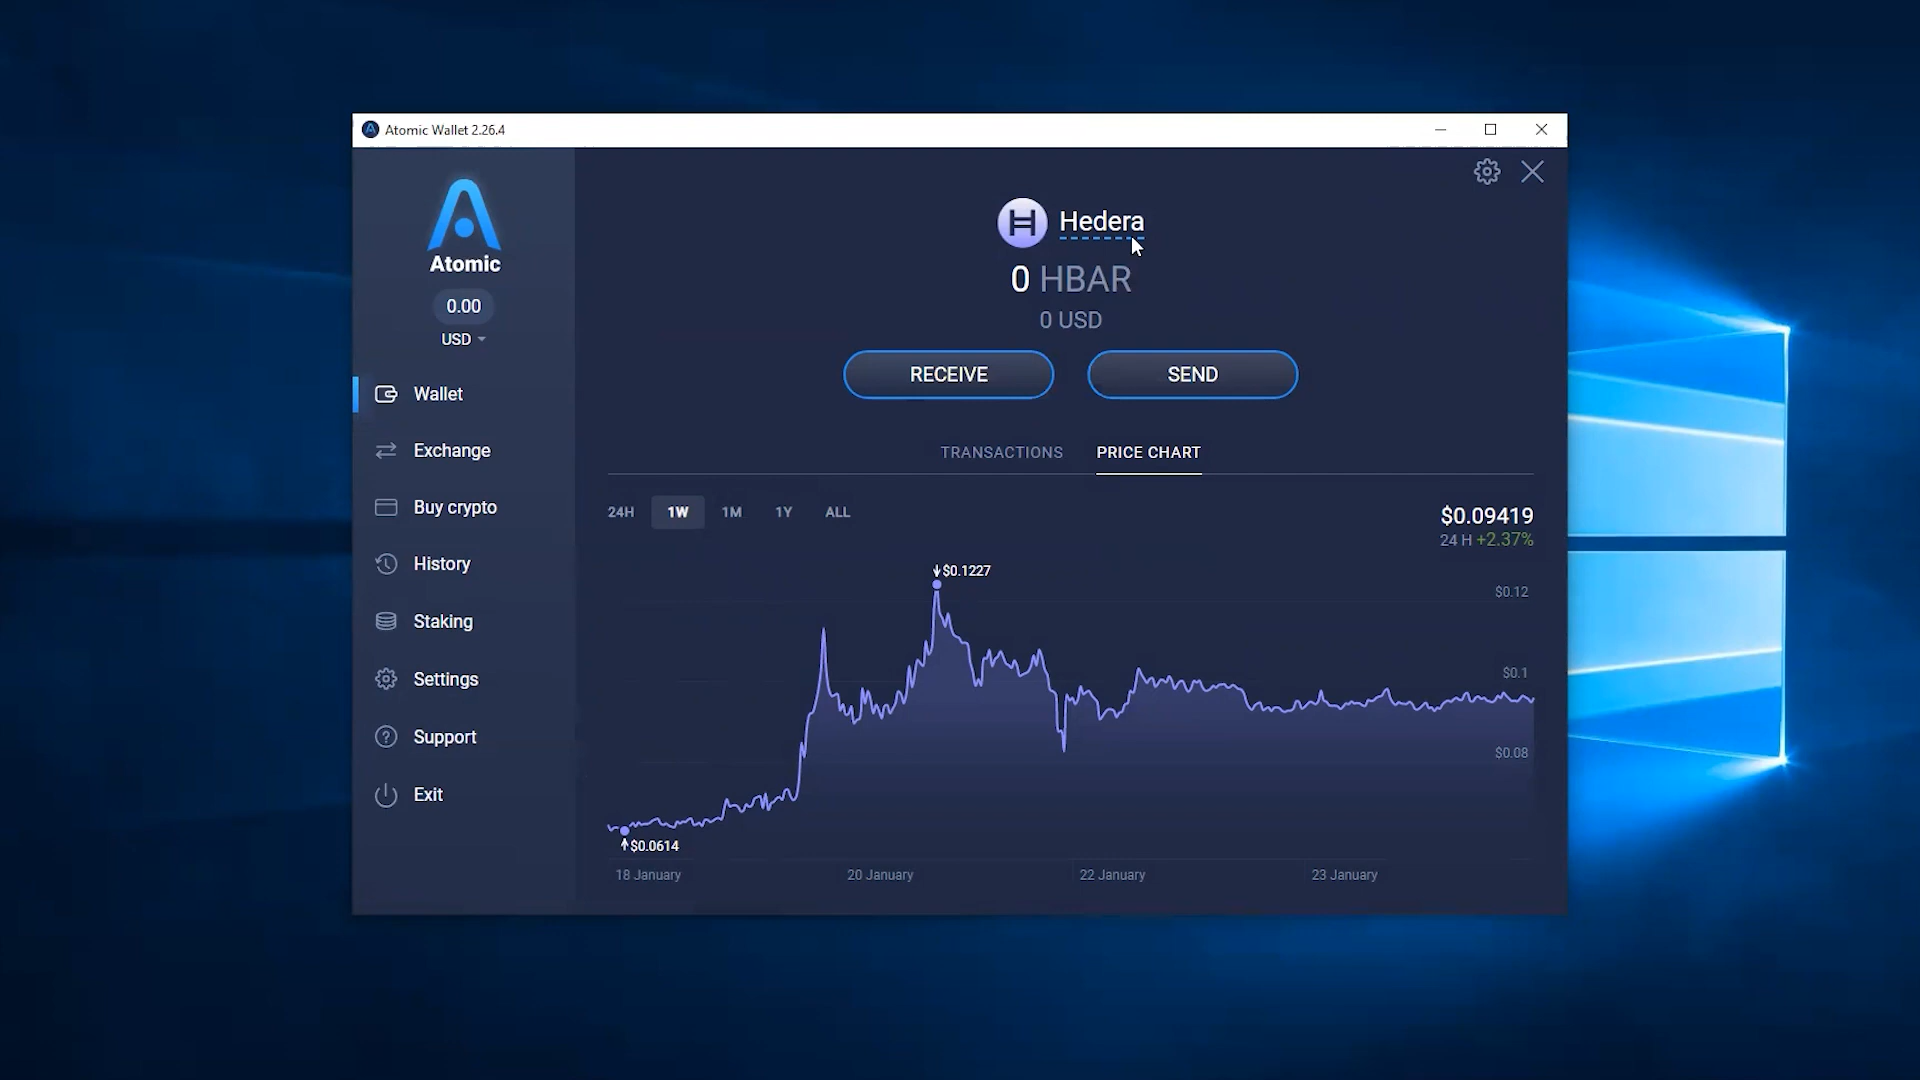 Atomic Wallet 2.26.4
Atomic
0.00
USD
Wallet
Exchange
Buy crypto
History
Staking
Settings
Support
Exit
Hedera
0 HBAR
0 USD
RECEIVE
SEND
TRANSACTIONS
PRICE CHART
24H
1W
1M
1Y
ALL
$0.09419
24 H +2.37%
$0.1227
$0.12
$0.1
$0.08
$0.0614
18 January
20 January
22 January
23 January